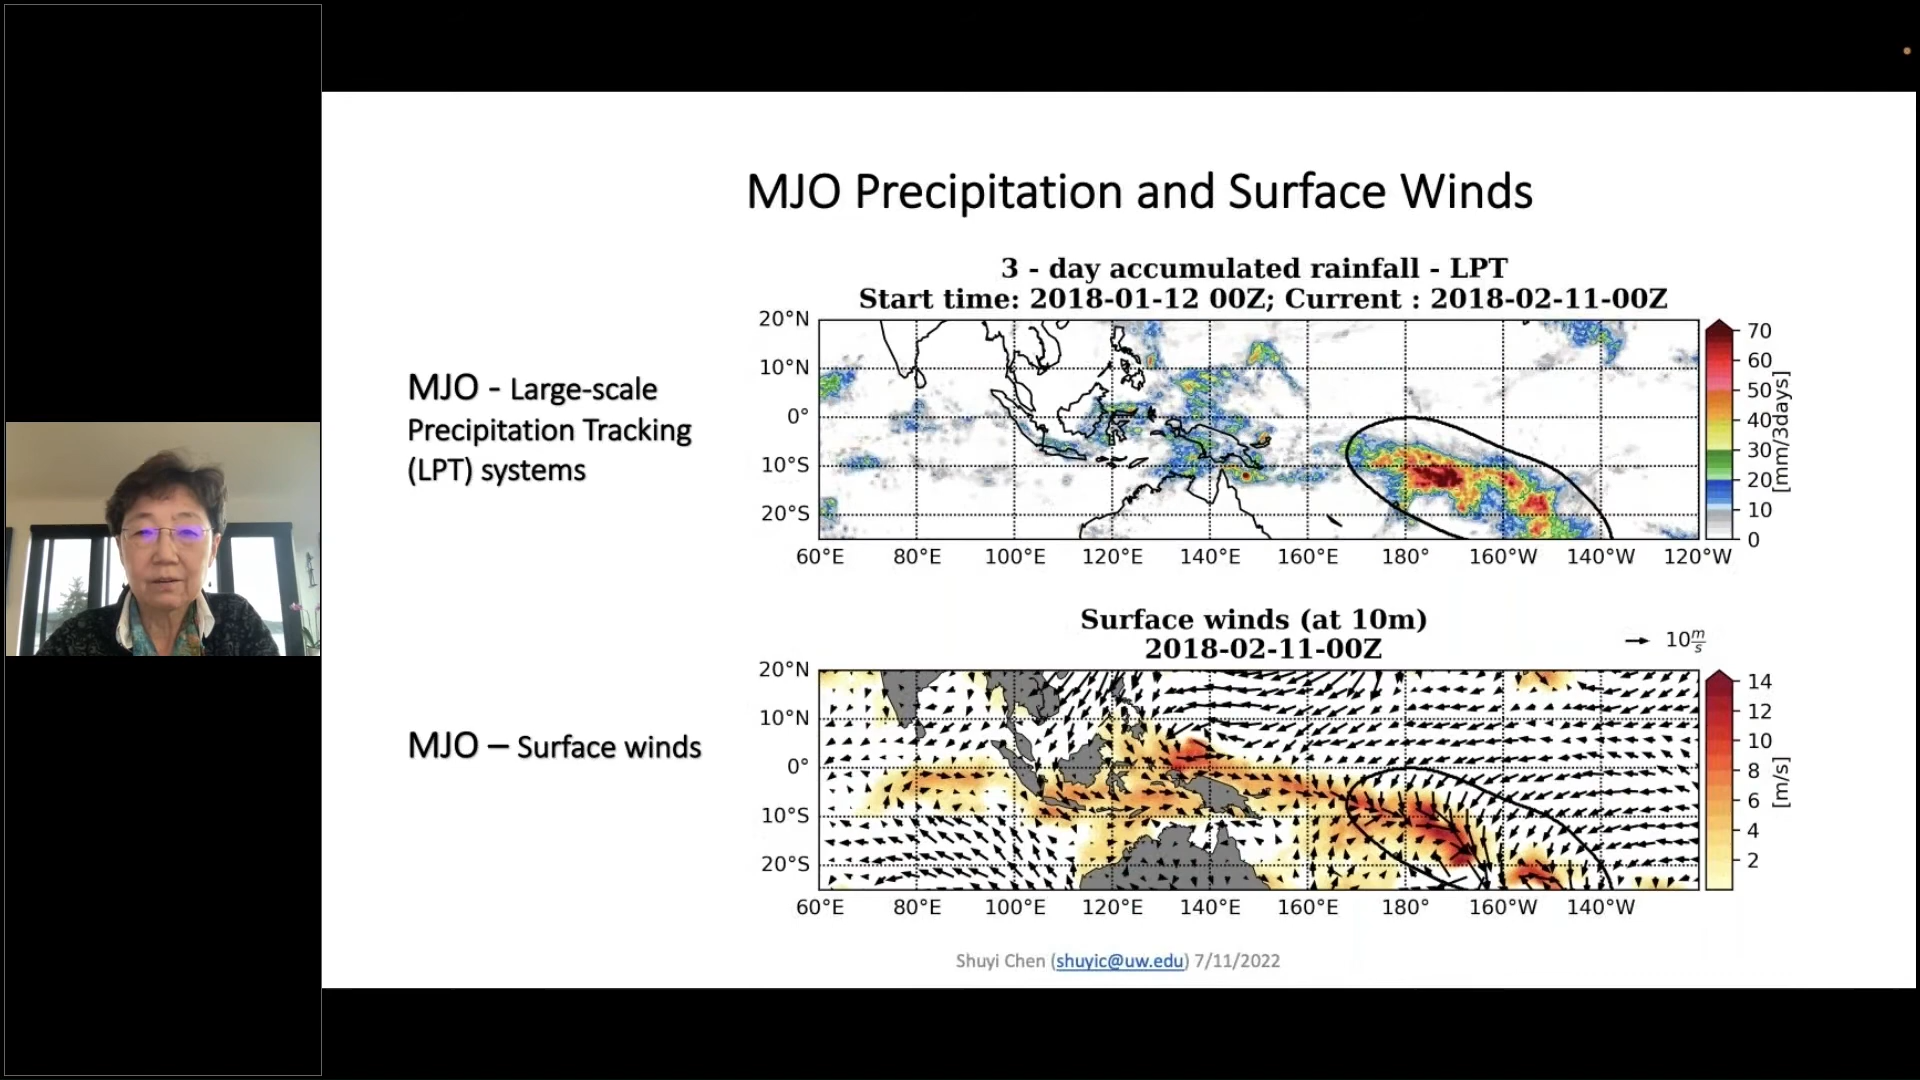 MJO Precipitation and Surface Winds
3 - day accumulated rainfall - LPT
Start time: 2018-01-12 00Z; Current : 2018-02-11-00Z
MJO - Large-scale
Precipitation Tracking
(LPT) systems
20°N
10°N
0°
10°S
20°S
60°E 80°E 100°E 120°E 140°E 160°E 180° 160°W 140°W 120°W
70
60
50
40
30
20
10
0
[mm/3days]
Surface winds (at 10m)
2018-02-11-00Z
10 m/s
MJO – Surface winds
20°N
10°N
0°
10°S
20°S
60°E 80°E 100°E 120°E 140°E 160°E 180° 160°W 140°W
14
12
10
8
6
4
2
[m/s]
Shuyi Chen (shuyic@uw.edu) 7/11/2022